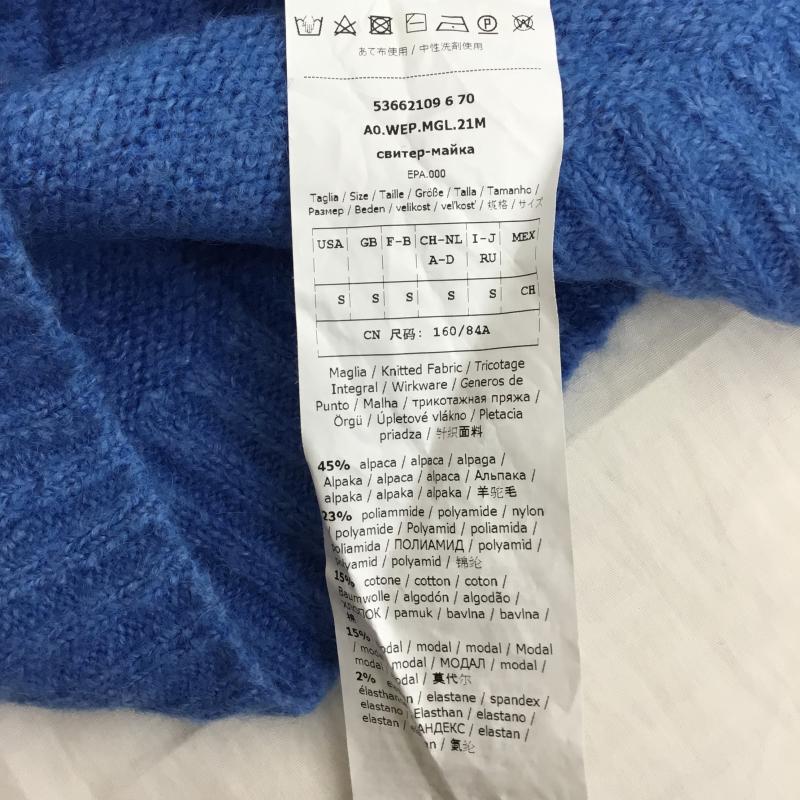 あて布使用 / 中性洗剤使用
53662109 6 70
A0.WEP.MGL.21M
свитер-майка
EPA.000
Taglia / Size / Taille / Größe / Talla / Tamanho /
Размер / Beden / velikost / veľkosť / 规格 / サイズ
USA GB F-B CH-NL I-J MEX
A-D RU
S S S S S CH
CN 尺码: 160/84A
Maglia / Knitted Fabric / Tricotage
Integral / Wirkware / Generos de
Punto / Malha / трикотажная пряжа /
Örgü / Úpletové vlákno / Pletacia
priadza / 针织面料
45% alpaca / alpaca / alpaga /
Alpaka / alpaca / alpaca / Альпака /
alpaka / alpaka / alpaka / 羊驼毛
23% poliammide / polyamide / nylon
/ polyamide / Polyamid / poliamida /
poliamida / ПОЛИАМИД / polyamid /
polyamid / polyamid / 锦纶
15% cotone / cotton / coton /
Baumwolle / algodón / algodão /
ХЛОПОК / pamuk / bavlna / bavlna /
棉
15%
/ modal / modal / modal / Modal
modal / modal / МОДАЛ / modal /
modal / 莫代尔
2%
élasthanne / elastane / spandex /
elastano / Elasthan / elastano /
elastan / ЭЛАНДЕКС / elastan /
氨纶